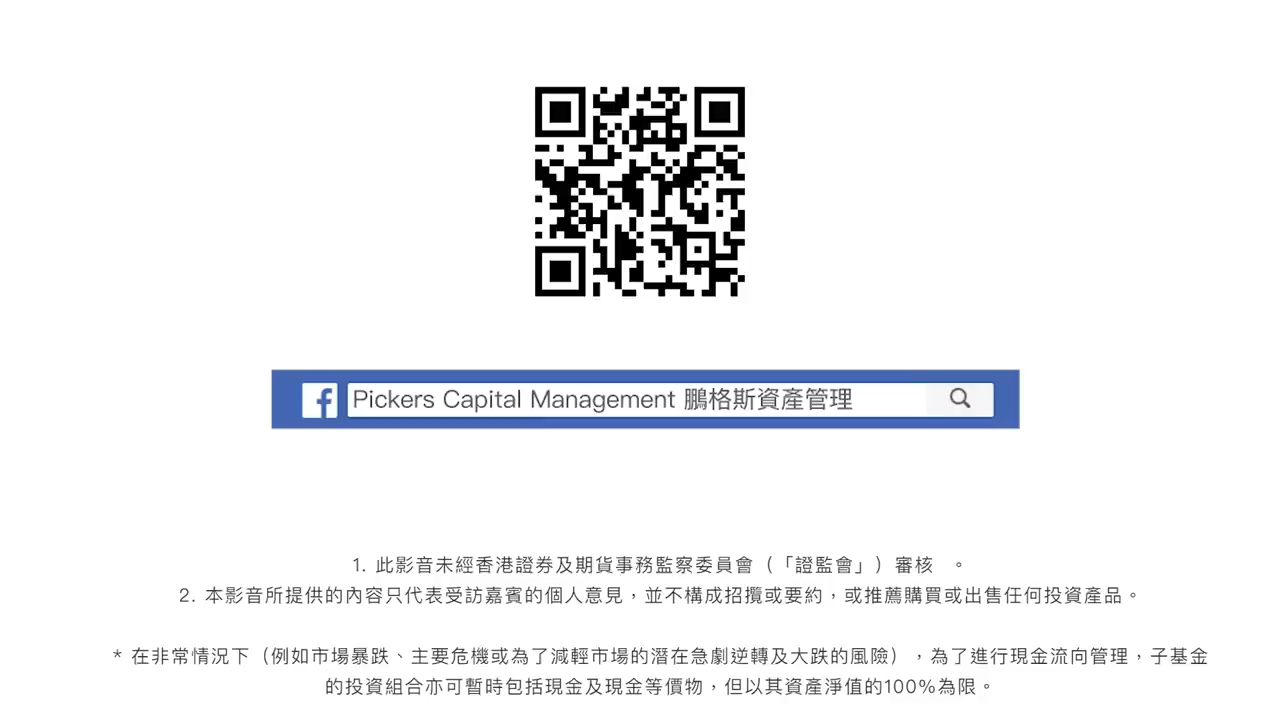 Pickers Capital Management 鵬格斯資產管理
1. 此影音未經香港證券及期貨事務監察委員會（「證監會」）審核 。
2. 本影音所提供的內容只代表受訪嘉賓的個人意見，並不構成招攬或要約，或推薦購買或出售任何投資產品。
* 在非常情況下（例如市場暴跌、主要危機或為了減輕市場的潛在急劇逆轉及大跌的風險），為了進行現金流向管理，子基金
的投資組合亦可暫時包括現金及現金等價物，但以其資產淨值的100%為限。